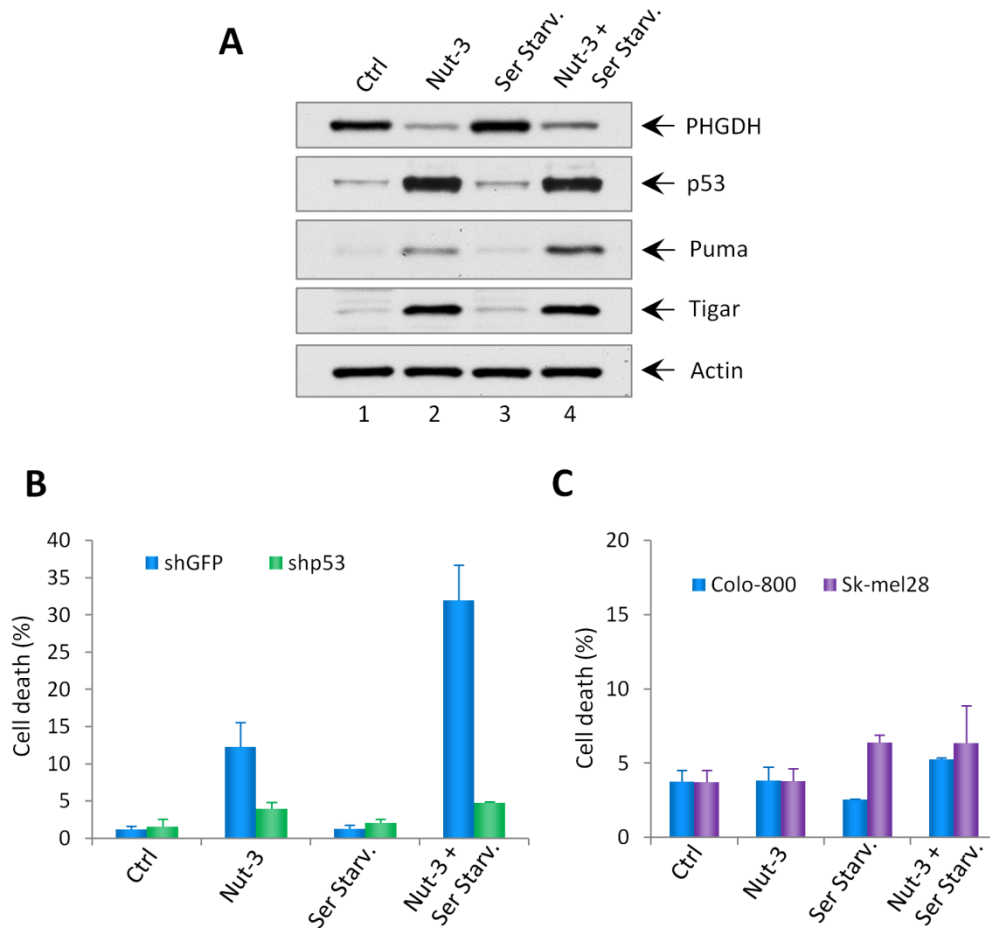 A
Ctrl
Nut-3
Ser Starv.
Nut-3 +
Ser Starv.
PHGDH
p53
Puma
Tigar
Actin
1 2 3 4
B
40
35
30
25
20
15
10
5
0
Cell death (%)
shGFP shp53
Ctrl
Nut-3
Ser Starv.
Nut-3 +
Ser Starv.
C
20
15
10
5
0
Cell death (%)
Colo-800 Sk-mel28
Ctrl
Nut-3
Ser Starv.
Nut-3 +
Ser Starv.